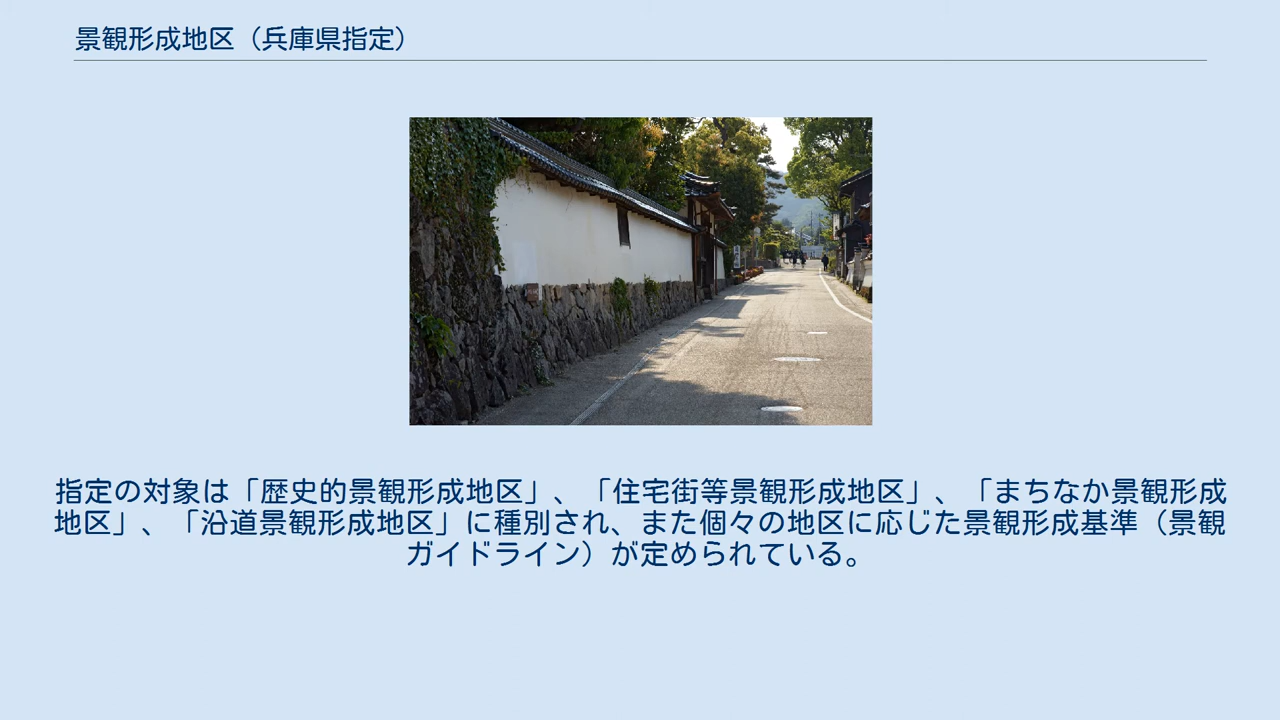 景観形成地区（兵庫県指定）
指定の対象は「歴史的景観形成地区」、「住宅街等景観形成地区」、「まちなか景観形成
地区」、「沿道景観形成地区」に種別され、また個々の地区に応じた景観形成基準（景観
ガイドライン）が定められている。